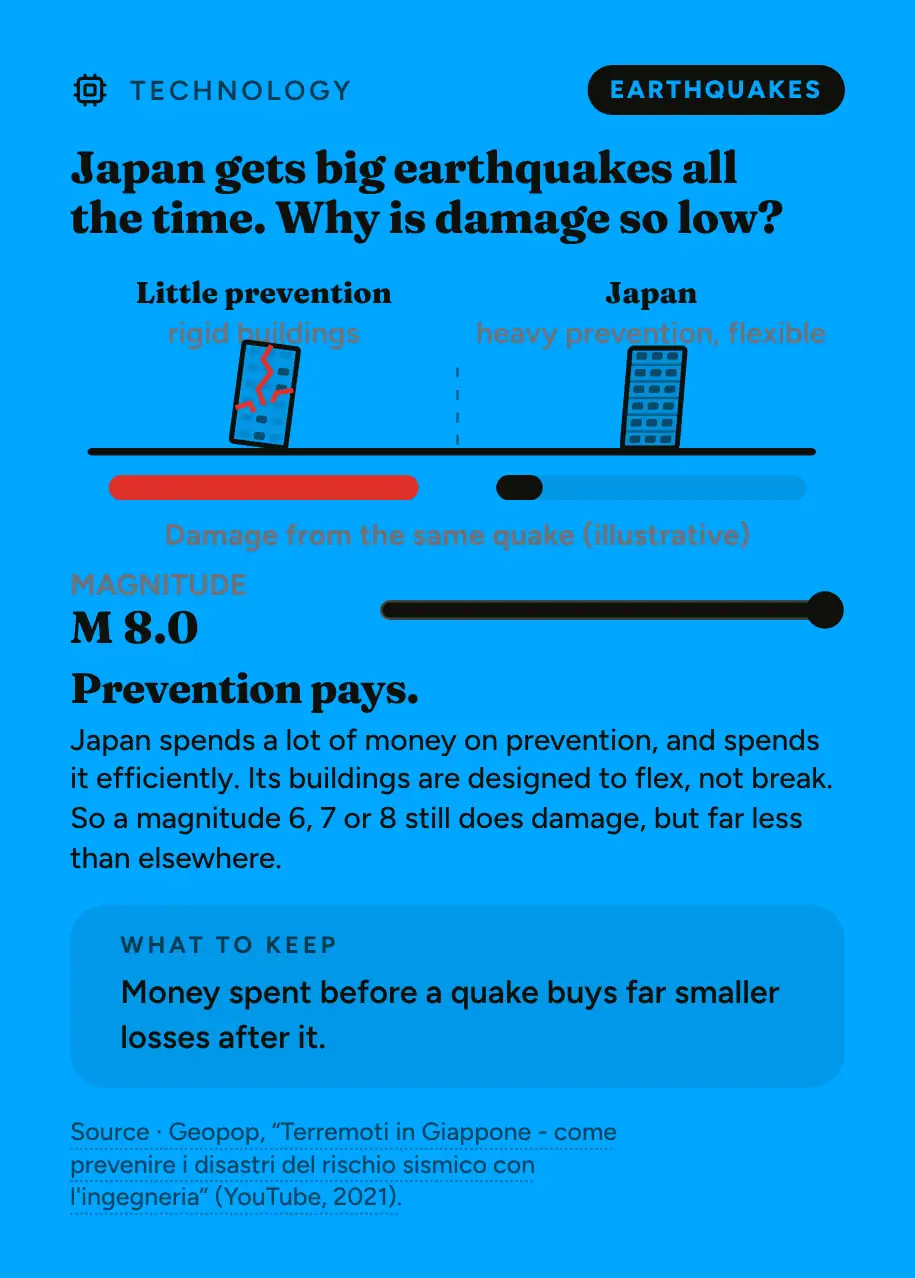 TECHNOLOGY
EARTHQUAKES
Japan gets big earthquakes all
the time. Why is damage so low?
Little prevention
rigid buildings
Japan
heavy prevention, flexible
Damage from the same quake (illustrative)
MAGNITUDE
M 8.0
Prevention pays.
Japan spends a lot of money on prevention, and spends
it efficiently. Its buildings are designed to flex, not break.
So a magnitude 6, 7 or 8 still does damage, but far less
than elsewhere.
WHAT TO KEEP
Money spent before a quake buys far smaller
losses after it.
Source · Geopop, “Terremoti in Giappone - come
prevenire i disastri del rischio sismico con
l'ingegneria” (YouTube, 2021).